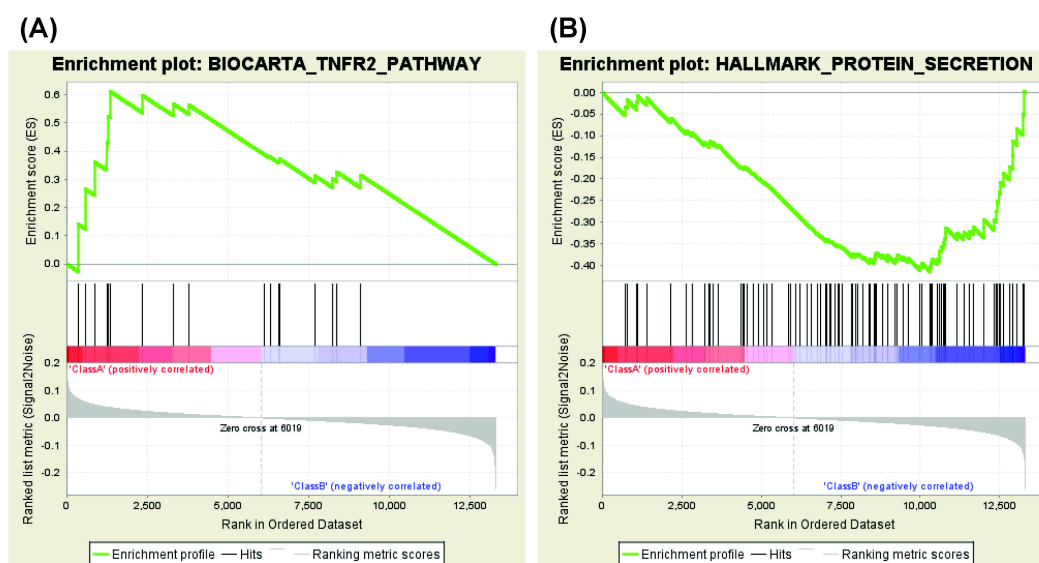 (A)
Enrichment plot: BIOCARTA_TNFR2_PATHWAY
Enrichment score (ES)
0.6
0.5
0.4
0.3
0.2
0.1
0.0
Ranked list metric (Signal2Noise)
0.2
0.1
0.0
-0.1
-0.2
'ClassA' (positively correlated)
Zero cross at 6019
'ClassB' (negatively correlated)
0
2,500
5,000
7,500
10,000
12,500
Rank in Ordered Dataset
Enrichment profile
Hits
Ranking metric scores
(B)
Enrichment plot: HALLMARK_PROTEIN_SECRETION
Enrichment score (ES)
0.00
-0.05
-0.10
-0.15
-0.20
-0.25
-0.30
-0.35
-0.40
Ranked list metric (Signal2Noise)
0.2
0.1
0.0
-0.1
-0.2
'ClassA' (positively correlated)
Zero cross at 6019
'ClassB' (negatively correlated)
0
2,500
5,000
7,500
10,000
12,500
Rank in Ordered Dataset
Enrichment profile
Hits
Ranking metric scores